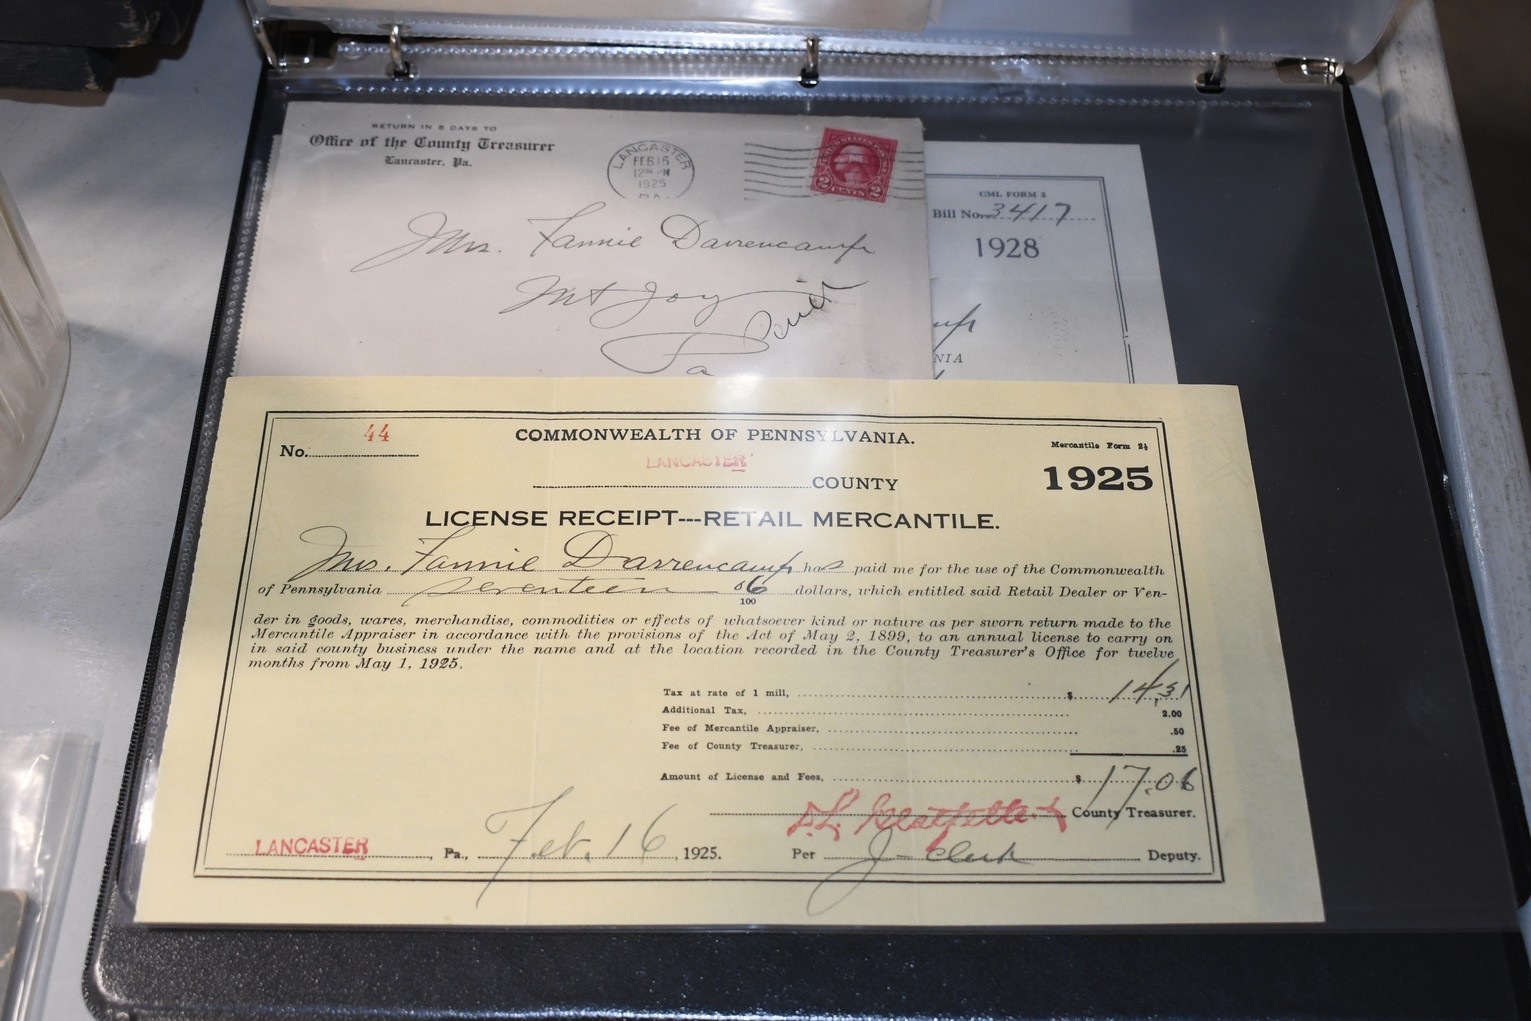 RETURN IN 5 DAYS TO
Office of the County Treasurer
Lancaster, Pa.
LANCASTER
FEB 16
12 M
1925
PA.
2 CENTS 2
Mrs. Fannie Darrencamp
Mt Joy
Pa
CML FORM 3
Bill No. 3417
1928
NIA
No. 44
COMMONWEALTH OF PENNSYLVANIA.
Mercantile Form 2½
LANCASTER
COUNTY
1925
LICENSE RECEIPT---RETAIL MERCANTILE.
Mrs. Fannie Darrencamp has paid me for the use of the Commonwealth
of Pennsylvania seventeen 06/100 dollars, which entitled said Retail Dealer or Ven-
der in goods, wares, merchandise, commodities or effects of whatsoever kind or nature as per sworn return made to the
Mercantile Appraiser in accordance with the provisions of the Act of May 2, 1899, to an annual license to carry on
in said county business under the name and at the location recorded in the County Treasurer's Office for twelve
months from May 1, 1925.
Tax at rate of 1 mill, $ 14.31
Additional Tax, 2.00
Fee of Mercantile Appraiser, .50
Fee of County Treasurer, .25
Amount of License and Fees, $ 17.06
County Treasurer.
LANCASTER, Pa., Feb. 16, 1925. Per J- Clerk Deputy.